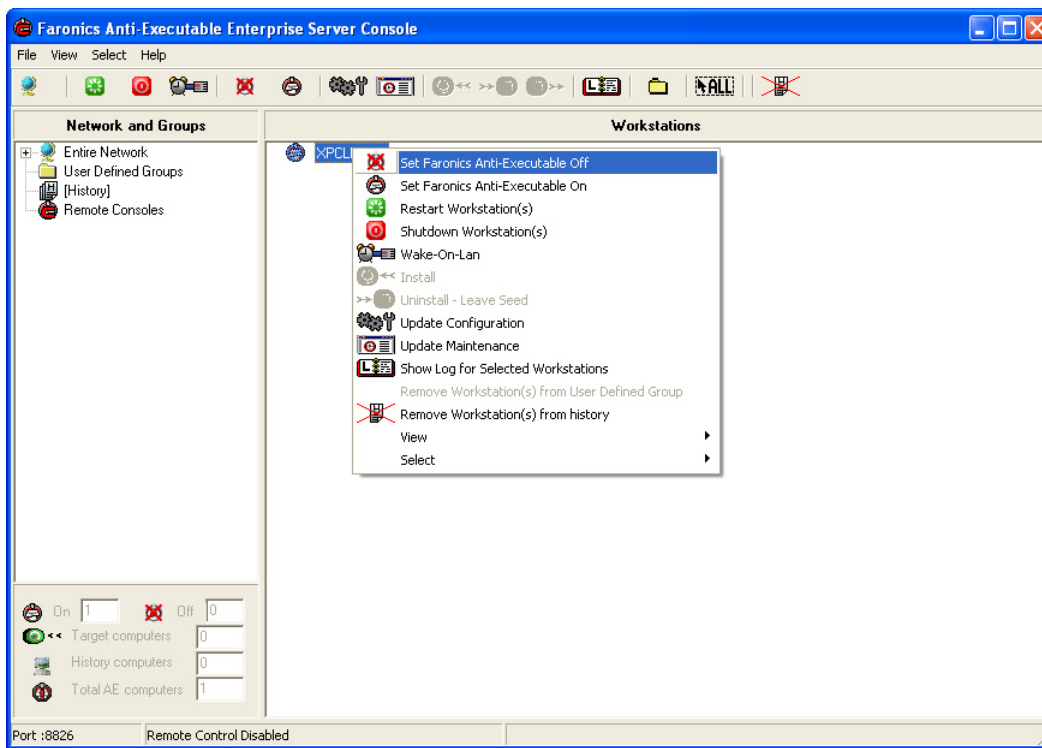 Faronics Anti-Executable Enterprise Server Console
File View Select Help
ALL
Network and Groups
Workstations
Entire Network
User Defined Groups
[History]
Remote Consoles
Set Faronics Anti-Executable Off
Set Faronics Anti-Executable On
Restart Workstation(s)
Shutdown Workstation(s)
Wake-On-Lan
Install
Uninstall - Leave Seed
Update Configuration
Update Maintenance
Show Log for Selected Workstations
Remove Workstation(s) from User Defined Group
Remove Workstation(s) from history
View
Select
On 1 Off 0
Target computers 0
History computers 0
Total AE computers 1
Port :8826 Remote Control Disabled